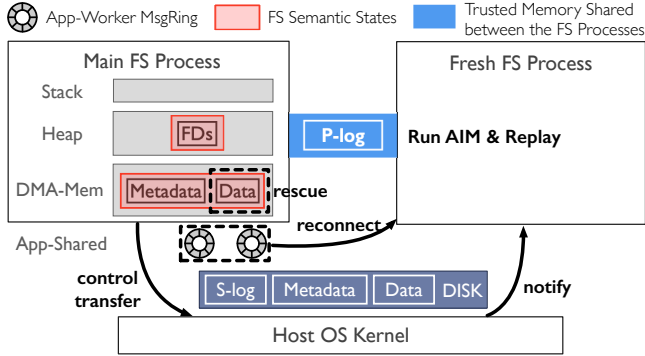 App-Worker MsgRing
FS Semantic States
Trusted Memory Shared
between the FS Processes
Main FS Process
Fresh FS Process
Stack
Heap
FDs
P-log
Run AIM & Replay
DMA-Mem
Metadata
Data
rescue
reconnect
App-Shared
control
transfer
S-log
Metadata
Data
DISK
notify
Host OS Kernel